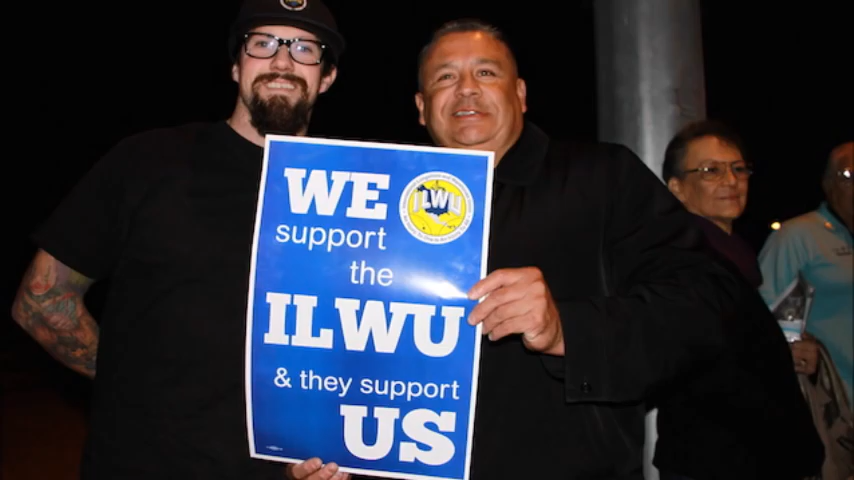 WE
support
the
ILWU
& they support
US
ILWU